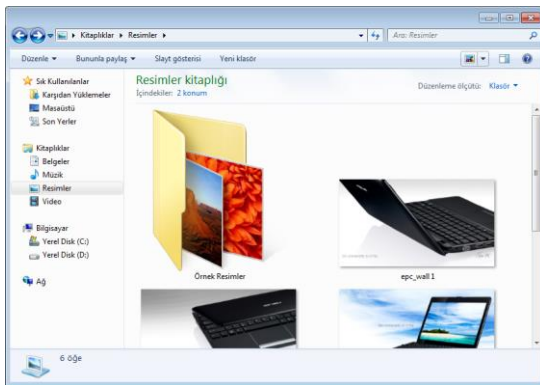 Kitaplıklar ▸ Resimler ▸
Ara: Resimler
Düzenle ▾ Bununla paylaş ▾ Slayt gösterisi Yeni klasör
Sık Kullanılanlar
Karşıdan Yüklemeler
Masaüstü
Son Yerler
Kitaplıklar
Belgeler
Müzik
Resimler
Video
Bilgisayar
Yerel Disk (C:)
Yerel Disk (D:)
Ağ
Resimler kitaplığı
İçindekiler: 2 konum
Düzenleme ölçütü: Klasör ▾
Örnek Resimler
epc_wall 1
6 öğe